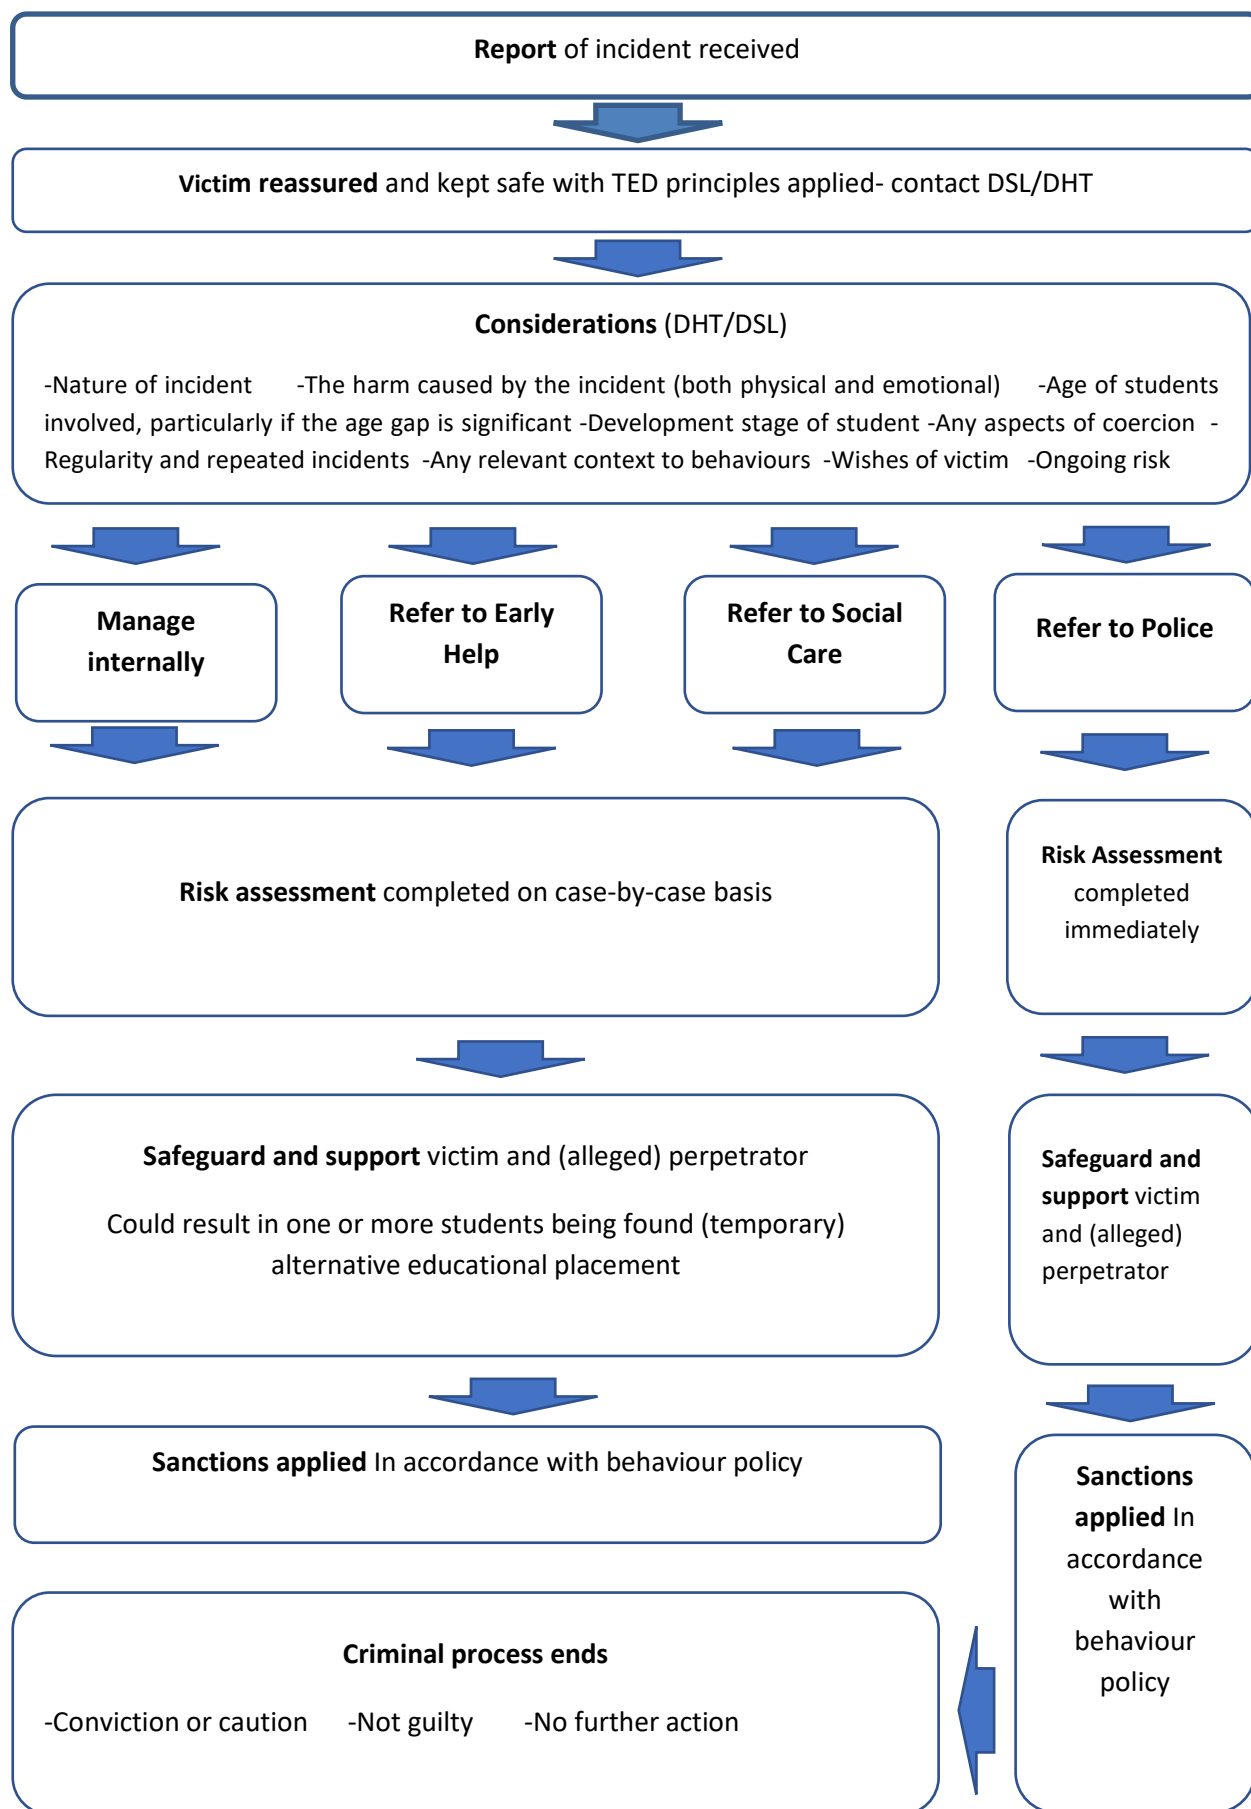 Report of incident received
Victim reassured and kept safe with TED principles applied- contact DSL/DHT
Considerations (DHT/DSL)
-Nature of incident -The harm caused by the incident (both physical and emotional) -Age of students
involved, particularly if the age gap is significant -Development stage of student -Any aspects of coercion -
Regularity and repeated incidents -Any relevant context to behaviours -Wishes of victim -Ongoing risk
Manage
internally
Refer to Early
Help
Refer to Social
Care
Refer to Police
Risk assessment completed on case-by-case basis
Risk Assessment
completed
immediately
Safeguard and support victim and (alleged) perpetrator
Could result in one or more students being found (temporary)
alternative educational placement
Safeguard and
support victim
and (alleged)
perpetrator
Sanctions applied In accordance with behaviour policy
Sanctions
applied In
accordance
with
behaviour
policy
Criminal process ends
-Conviction or caution -Not guilty -No further action